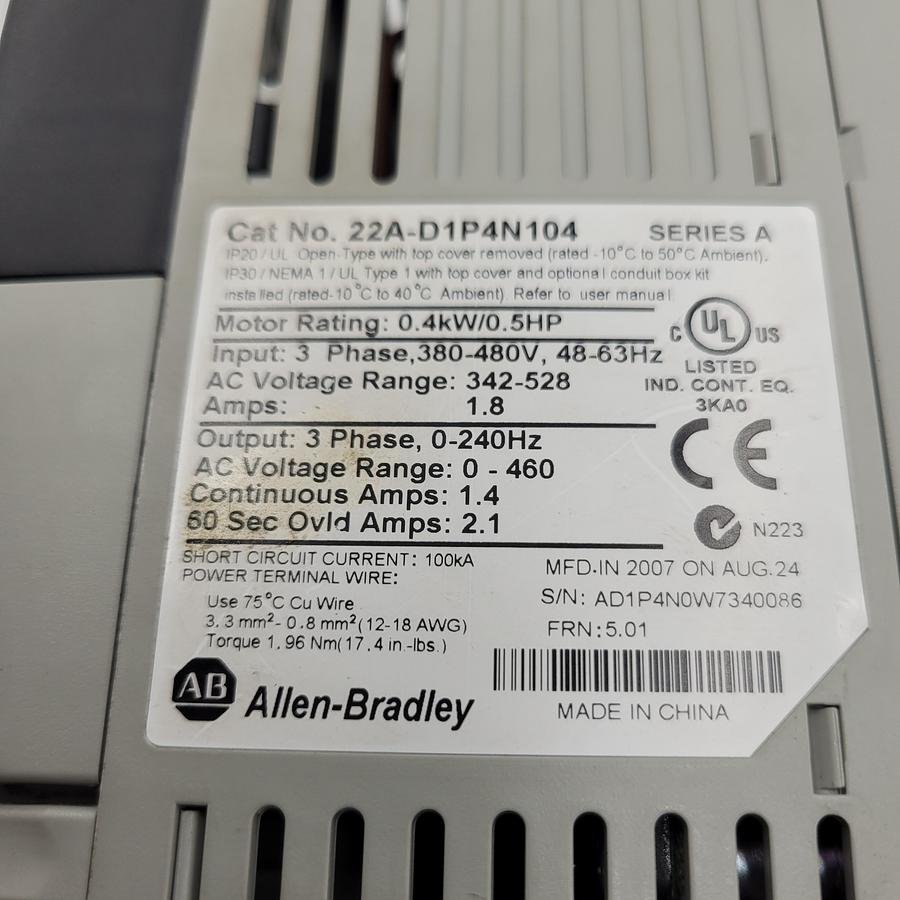 Cat No. 22A-D1P4N104 SERIES A
IP20 / UL Open-Type with top cover removed (rated -10°C to 50°C Ambient).
IP30 / NEMA 1 / UL Type 1 with top cover and optional conduit box kit
installed (rated-10°C to 40°C Ambient). Refer to user manual
Motor Rating: 0.4kW/0.5HP
Input: 3 Phase,380-480V, 48-63Hz
AC Voltage Range: 342-528
Amps: 1.8
C UL US
LISTED
IND. CONT. EQ.
3KA0
CE
Output: 3 Phase, 0-240Hz
AC Voltage Range: 0 - 460
Continuous Amps: 1.4
60 Sec Ovld Amps: 2.1
N223
SHORT CIRCUIT CURRENT: 100kA
POWER TERMINAL WIRE:
Use 75°C Cu Wire
3.3 mm²- 0.8 mm²(12-18 AWG)
Torque 1.96 Nm(17.4 in.-lbs.)
MFD.IN 2007 ON AUG.24
S/N: AD1P4N0W7340086
FRN: 5.01
AB Allen-Bradley
MADE IN CHINA